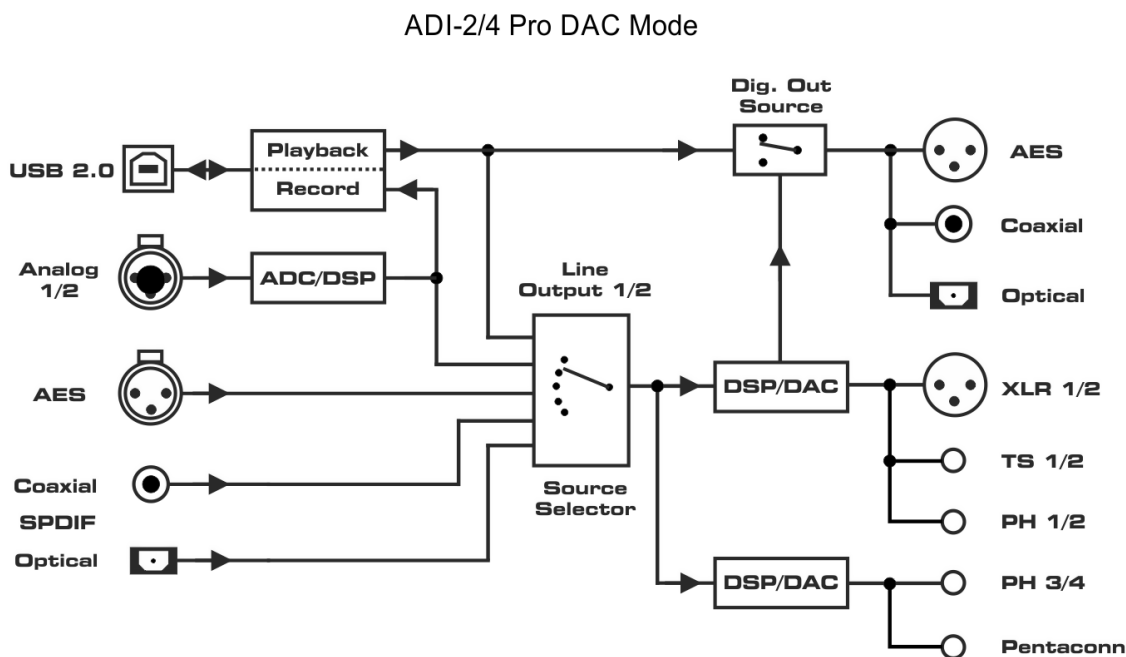 ADI-2/4 Pro DAC Mode
Dig. Out
Source
USB 2.0
Playback
Record
AES
Coaxial
Analog
1/2
ADC/DSP
Line
Output 1/2
Optical
AES
DSP/DAC
XLR 1/2
TS 1/2
Coaxial
SPDIF
Optical
Source
Selector
PH 1/2
DSP/DAC
PH 3/4
Pentaconn